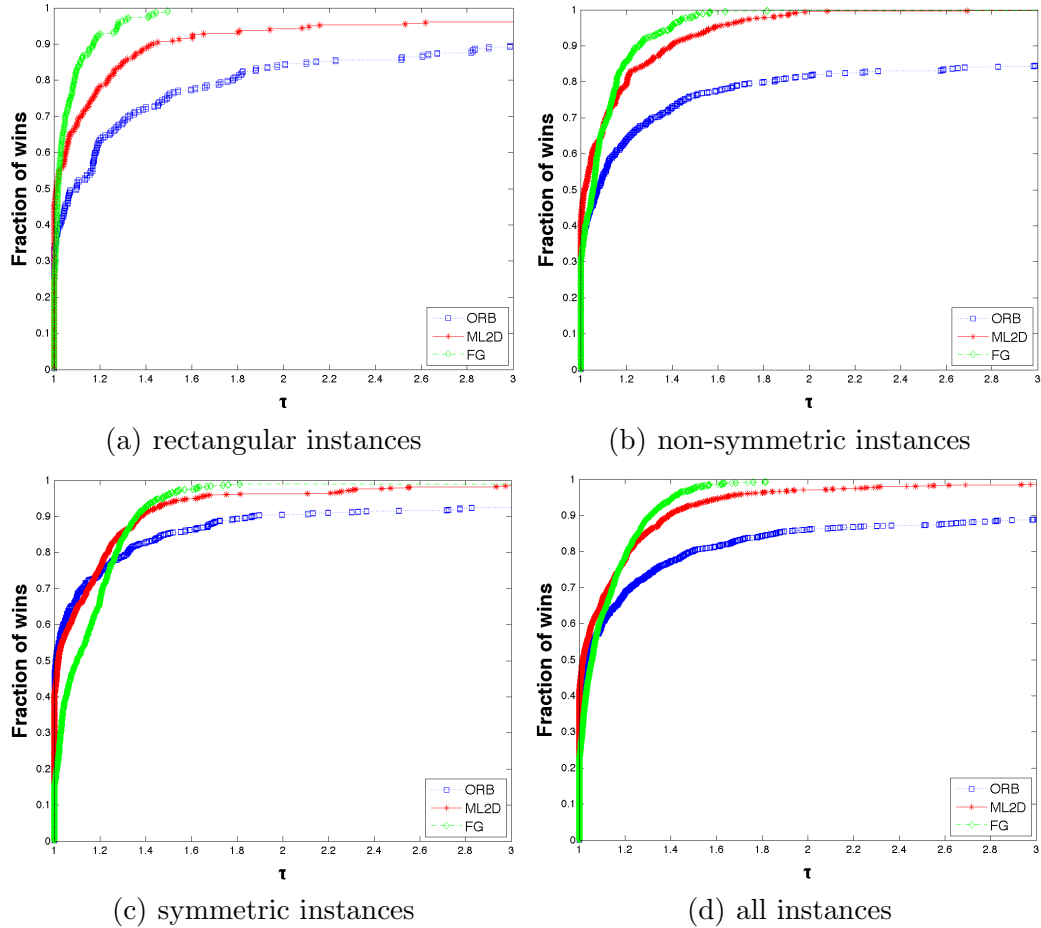 1
0.9
0.8
0.7
0.6
0.5
0.4
0.3
0.2
0.1
0
Fraction of wins
ORB
ML2D
FG
1 1.2 1.4 1.6 1.8 2 2.2 2.4 2.6 2.8 3
τ
(a) rectangular instances
1
0.9
0.8
0.7
0.6
0.5
0.4
0.3
0.2
0.1
0
Fraction of wins
ORB
ML2D
FG
1 1.2 1.4 1.6 1.8 2 2.2 2.4 2.6 2.8 3
τ
(b) non-symmetric instances
1
0.9
0.8
0.7
0.6
0.5
0.4
0.3
0.2
0.1
0
Fraction of wins
ORB
ML2D
FG
1 1.2 1.4 1.6 1.8 2 2.2 2.4 2.6 2.8 3
τ
(c) symmetric instances
1
0.9
0.8
0.7
0.6
0.5
0.4
0.3
0.2
0.1
0
Fraction of wins
ORB
ML2D
FG
1 1.2 1.4 1.6 1.8 2 2.2 2.4 2.6 2.8 3
τ
(d) all instances